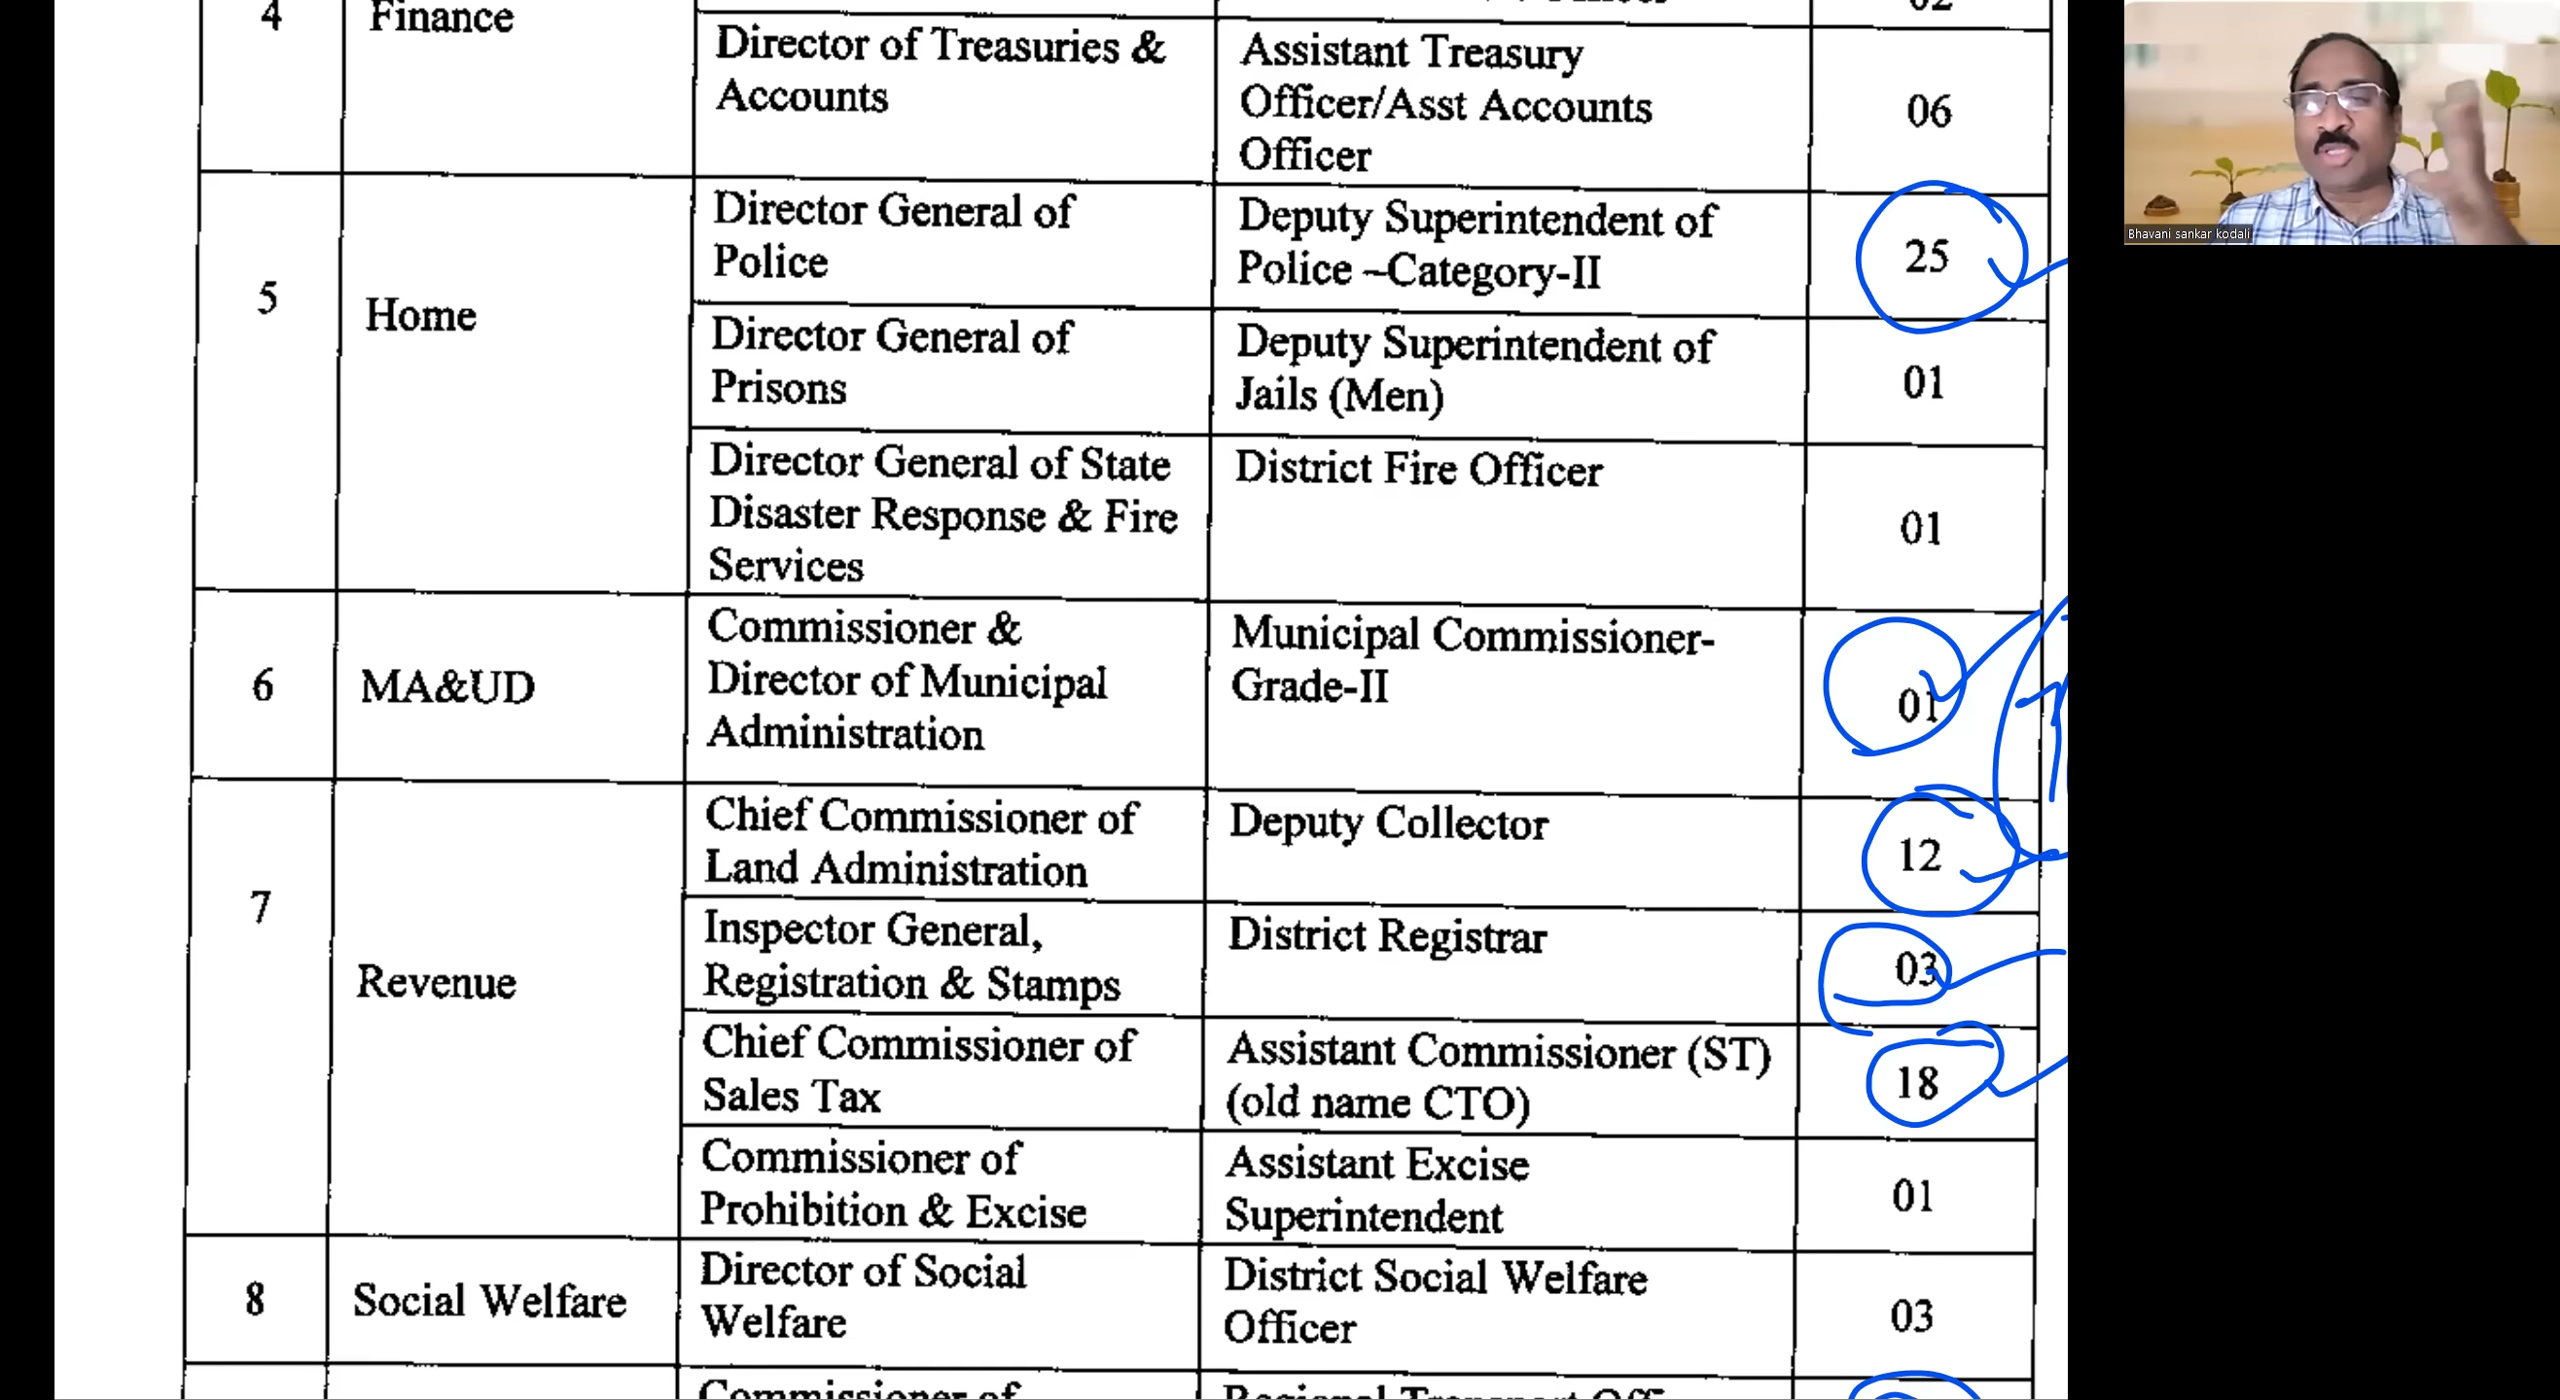 4
Finance
02
Director of Treasuries &
Accounts
Assistant Treasury
Officer/Asst Accounts
Officer
06
5
Home
Director General of
Police
Deputy Superintendent of
Police –Category-II
25
Director General of
Prisons
Deputy Superintendent of
Jails (Men)
01
Director General of State
Disaster Response & Fire
Services
District Fire Officer
01
6
MA&UD
Commissioner &
Director of Municipal
Administration
Municipal Commissioner-
Grade-II
01
7
Revenue
Chief Commissioner of
Land Administration
Deputy Collector
12
Inspector General,
Registration & Stamps
District Registrar
03
Chief Commissioner of
Sales Tax
Assistant Commissioner (ST)
(old name CTO)
18
Commissioner of
Prohibition & Excise
Assistant Excise
Superintendent
01
8
Social Welfare
Director of Social
Welfare
District Social Welfare
Officer
03
Commissioner of
Regional Transport
Bhavani sankar kodali